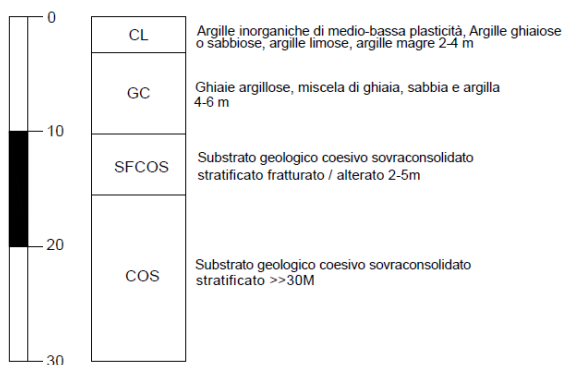 0
10
20
30
CL
Argille inorganiche di medio-bassa plasticità, Argille ghiaiose
o sabbiose, argille limose, argille magre 2-4 m
GC
Ghiaie argillose, miscela di ghiaia, sabbia e argilla
4-6 m
SFCOS
Substrato geologico coesivo sovraconsolidato
stratificato fratturato / alterato 2-5m
COS
Substrato geologico coesivo sovraconsolidato
stratificato >>30M